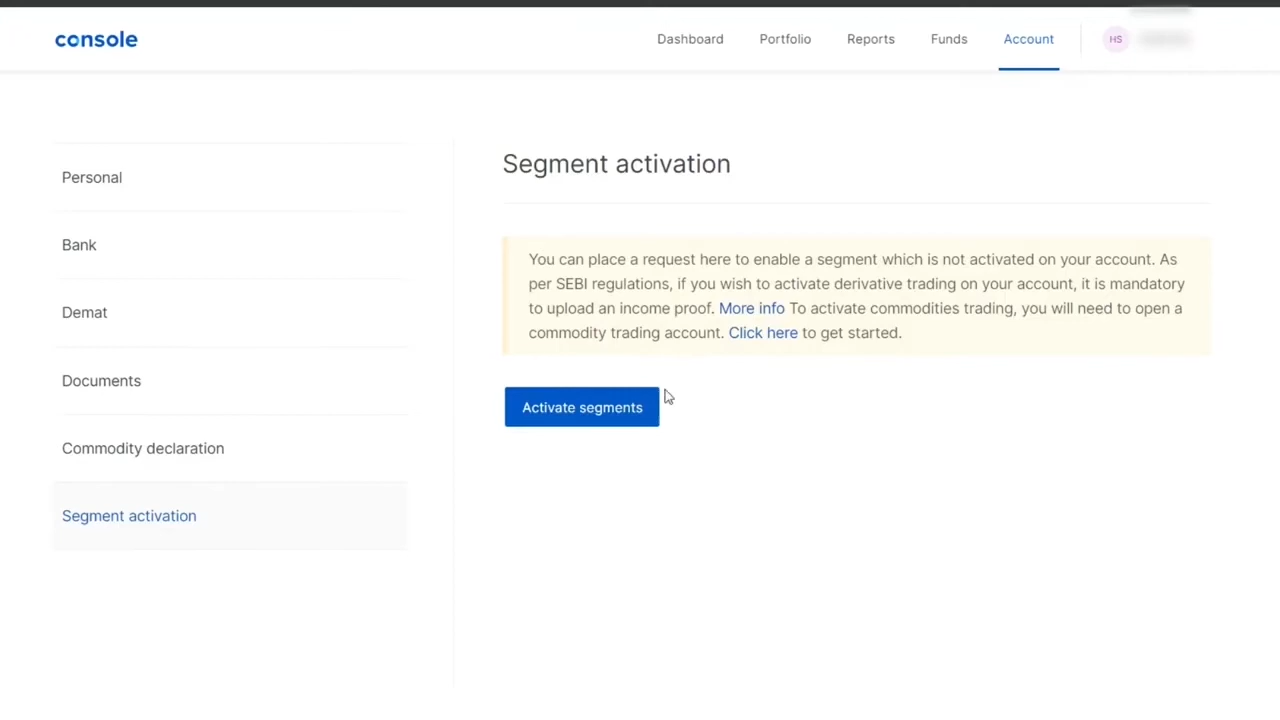 console
Dashboard
Portfolio
Reports
Funds
Account
HS
Personal
Bank
Demat
Documents
Commodity declaration
Segment activation
Segment activation
You can place a request here to enable a segment which is not activated on your account. As
per SEBI regulations, if you wish to activate derivative trading on your account, it is mandatory
to upload an income proof. More info To activate commodities trading, you will need to open a
commodity trading account. Click here to get started.
Activate segments